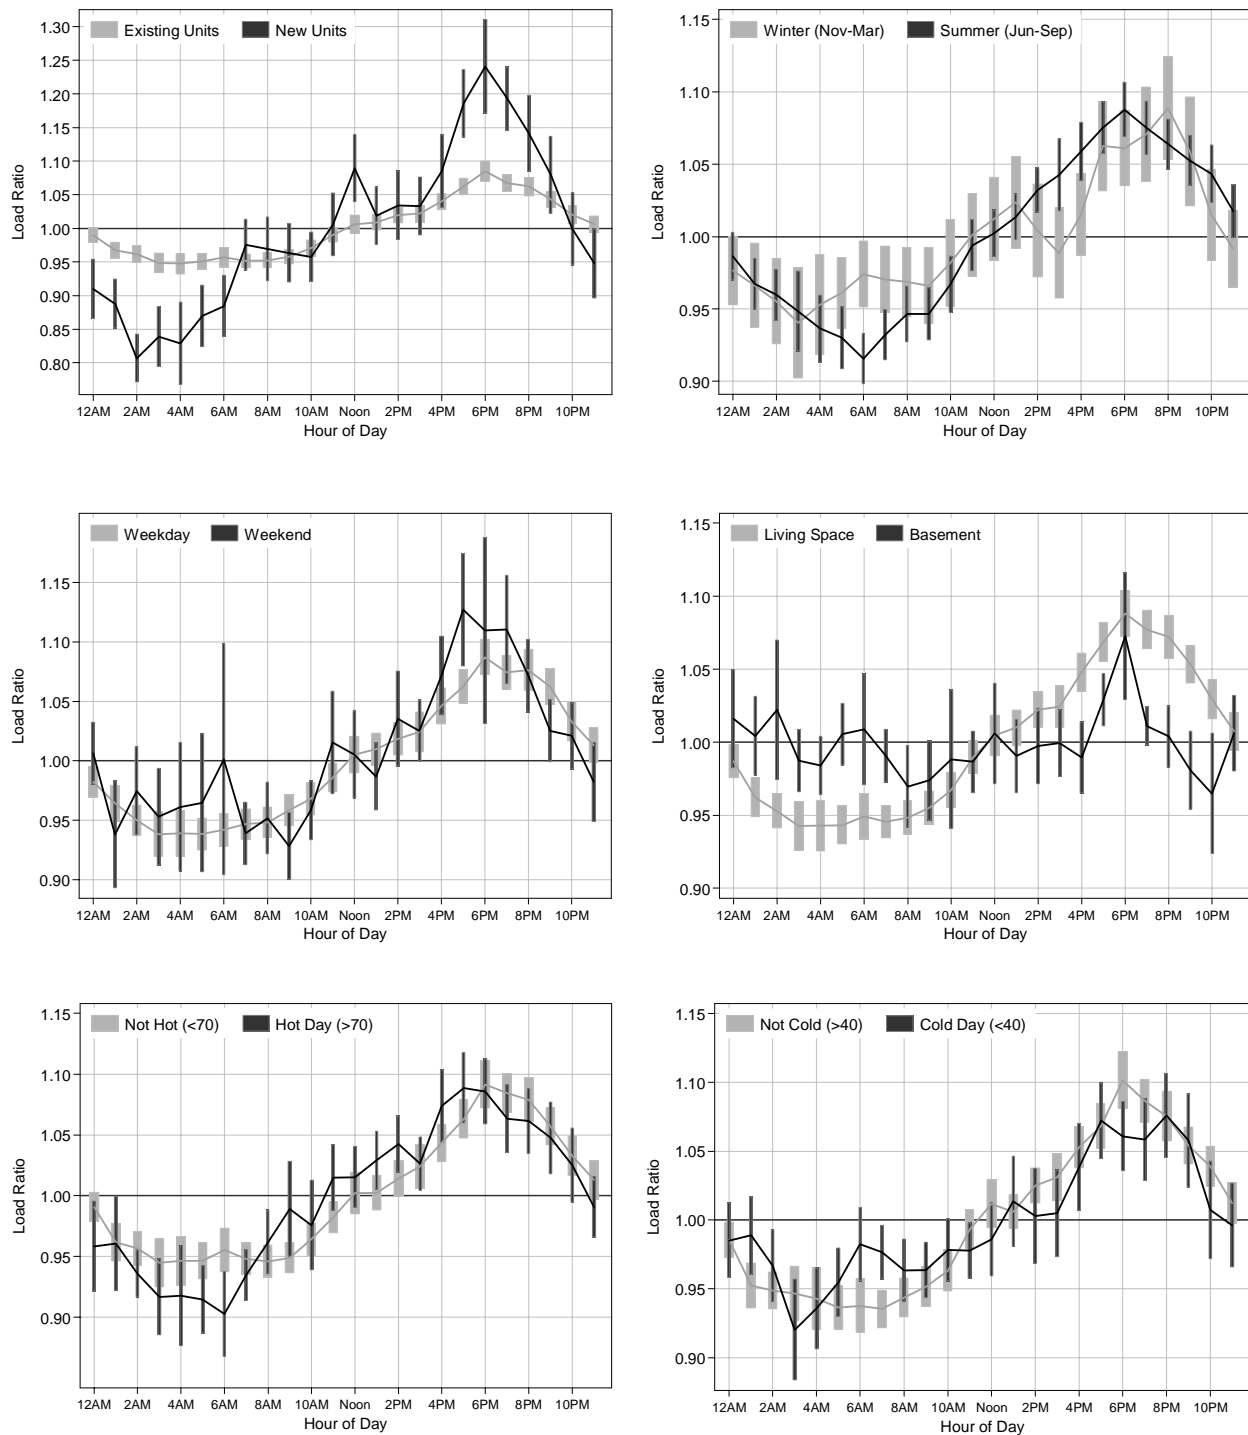 Existing Units New Units
1.30
1.25
1.20
1.15
1.10
1.05
1.00
0.95
0.90
0.85
0.80
Load Ratio
12AM 2AM 4AM 6AM 8AM 10AM Noon 2PM 4PM 6PM 8PM 10PM
Hour of Day
Winter (Nov-Mar) Summer (Jun-Sep)
1.15
1.10
1.05
1.00
0.95
0.90
Load Ratio
12AM 2AM 4AM 6AM 8AM 10AM Noon 2PM 4PM 6PM 8PM 10PM
Hour of Day
Weekday Weekend
1.15
1.10
1.05
1.00
0.95
0.90
Load Ratio
12AM 2AM 4AM 6AM 8AM 10AM Noon 2PM 4PM 6PM 8PM 10PM
Hour of Day
Living Space Basement
1.15
1.10
1.05
1.00
0.95
0.90
Load Ratio
12AM 2AM 4AM 6AM 8AM 10AM Noon 2PM 4PM 6PM 8PM 10PM
Hour of Day
Not Hot (<70) Hot Day (>70)
1.15
1.10
1.05
1.00
0.95
0.90
Load Ratio
12AM 2AM 4AM 6AM 8AM 10AM Noon 2PM 4PM 6PM 8PM 10PM
Hour of Day
Not Cold (>40) Cold Day (<40)
1.15
1.10
1.05
1.00
0.95
0.90
Load Ratio
12AM 2AM 4AM 6AM 8AM 10AM Noon 2PM 4PM 6PM 8PM 10PM
Hour of Day